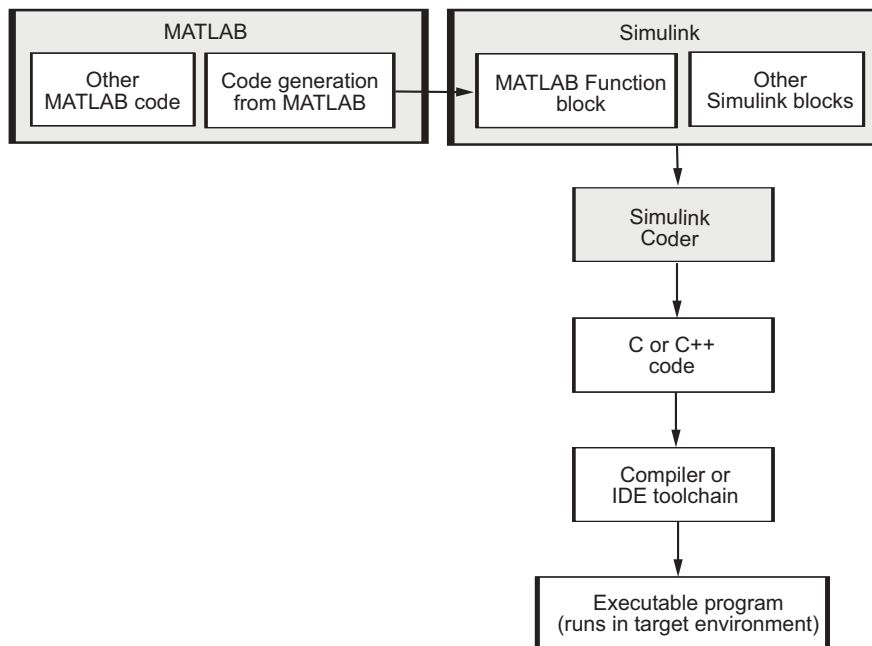 MATLAB
Other
MATLAB code
Code generation
from MATLAB
Simulink
MATLAB Function
block
Other
Simulink blocks
Simulink
Coder
C or C++
code
Compiler or
IDE toolchain
Executable program
(runs in target environment)